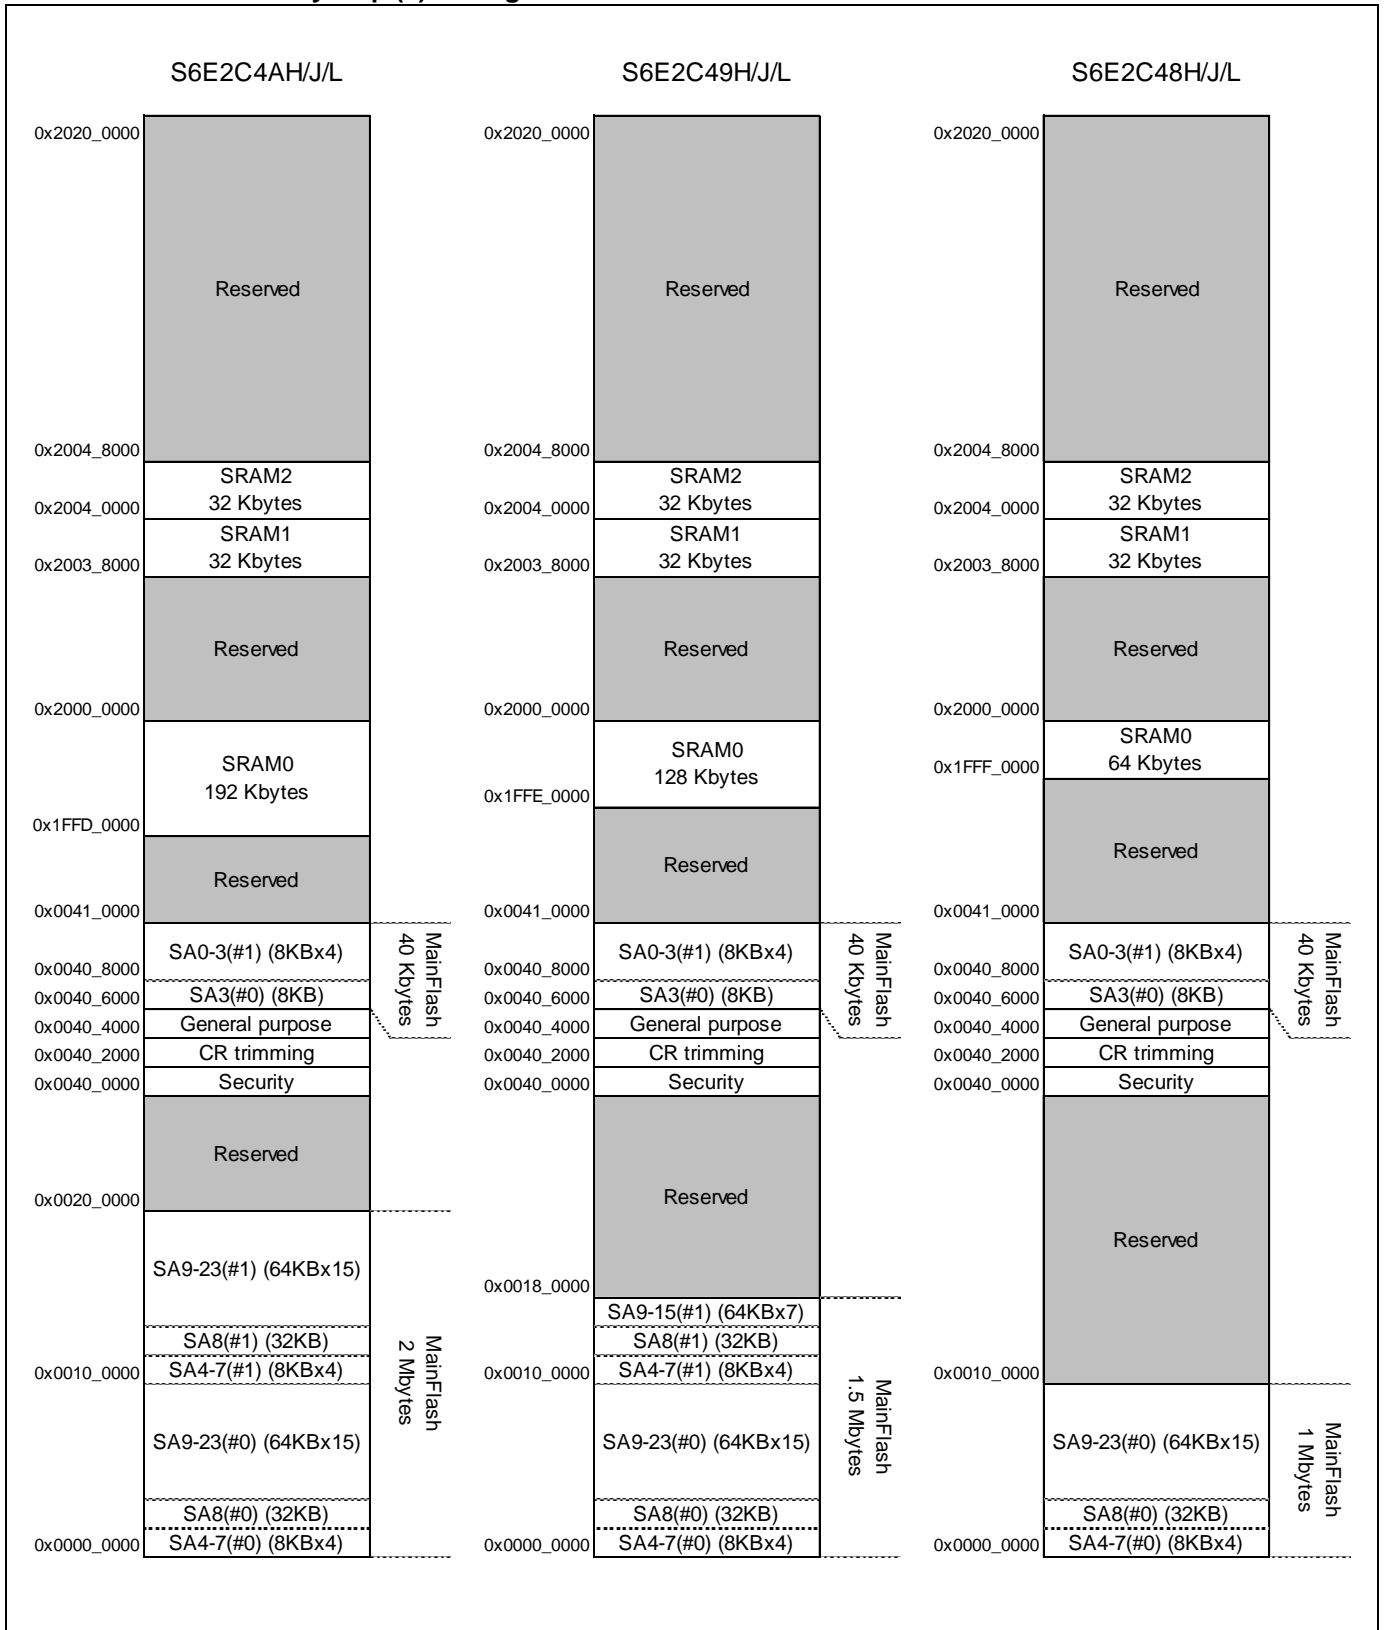 S6E2C4AH/J/L
0x2020_0000
Reserved
0x2004_8000
SRAM2
32 Kbytes
0x2004_0000
SRAM1
32 Kbytes
0x2003_8000
Reserved
0x2000_0000
SRAM0
192 Kbytes
0x1FFD_0000
Reserved
0x0041_0000
SA0-3(#1) (8KBx4)
0x0040_8000
SA3(#0) (8KB)
0x0040_6000
General purpose
0x0040_4000
CR trimming
0x0040_2000
Security
0x0040_0000
MainFlash
40 Kbytes
Reserved
0x0020_0000
SA9-23(#1) (64KBx15)
SA8(#1) (32KB)
SA4-7(#1) (8KBx4)
0x0010_0000
SA9-23(#0) (64KBx15)
SA8(#0) (32KB)
SA4-7(#0) (8KBx4)
0x0000_0000
MainFlash
2 Mbytes
S6E2C49H/J/L
0x2020_0000
Reserved
0x2004_8000
SRAM2
32 Kbytes
0x2004_0000
SRAM1
32 Kbytes
0x2003_8000
Reserved
0x2000_0000
SRAM0
128 Kbytes
0x1FFE_0000
Reserved
0x0041_0000
SA0-3(#1) (8KBx4)
0x0040_8000
SA3(#0) (8KB)
0x0040_6000
General purpose
0x0040_4000
CR trimming
0x0040_2000
Security
0x0040_0000
MainFlash
40 Kbytes
Reserved
0x0018_0000
SA9-15(#1) (64KBx7)
SA8(#1) (32KB)
SA4-7(#1) (8KBx4)
0x0010_0000
SA9-23(#0) (64KBx15)
SA8(#0) (32KB)
SA4-7(#0) (8KBx4)
0x0000_0000
MainFlash
1.5 Mbytes
S6E2C48H/J/L
0x2020_0000
Reserved
0x2004_8000
SRAM2
32 Kbytes
0x2004_0000
SRAM1
32 Kbytes
0x2003_8000
Reserved
0x2000_0000
SRAM0
64 Kbytes
0x1FFF_0000
Reserved
0x0041_0000
SA0-3(#1) (8KBx4)
0x0040_8000
SA3(#0) (8KB)
0x0040_6000
General purpose
0x0040_4000
CR trimming
0x0040_2000
Security
0x0040_0000
MainFlash
40 Kbytes
Reserved
0x0010_0000
SA9-23(#0) (64KBx15)
SA8(#0) (32KB)
SA4-7(#0) (8KBx4)
0x0000_0000
MainFlash
1 Mbytes